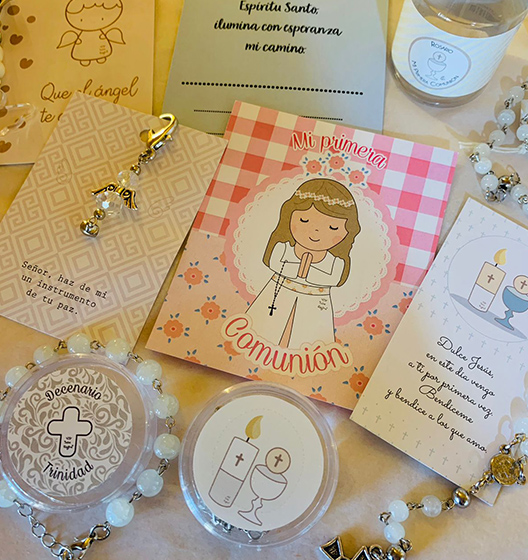 Espíritu Santo,
ilumina con esperanza
mi camino.
Rosario
Mi Primera
Comunión
Que el ángel
te
Mi primera
Comunión
Señor, haz de mí
un instrumento
de tu paz.
Dulce Jesús,
en este día vengo
a ti por primera vez.
Bendíceme
y bendice a los que amo.
Decenario
Trinidad